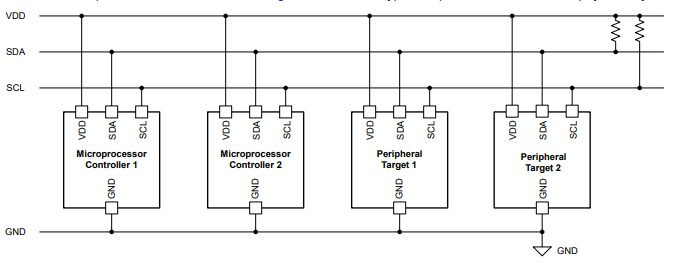 VDD
SDA
SCL
VDD SDA SCL
VDD SDA SCL
VDD SDA SCL
VDD SDA SCL
Microprocessor
Controller 1
Microprocessor
Controller 2
Peripheral
Target 1
Peripheral
Target 2
GND
GND
GND
GND
GND
GND